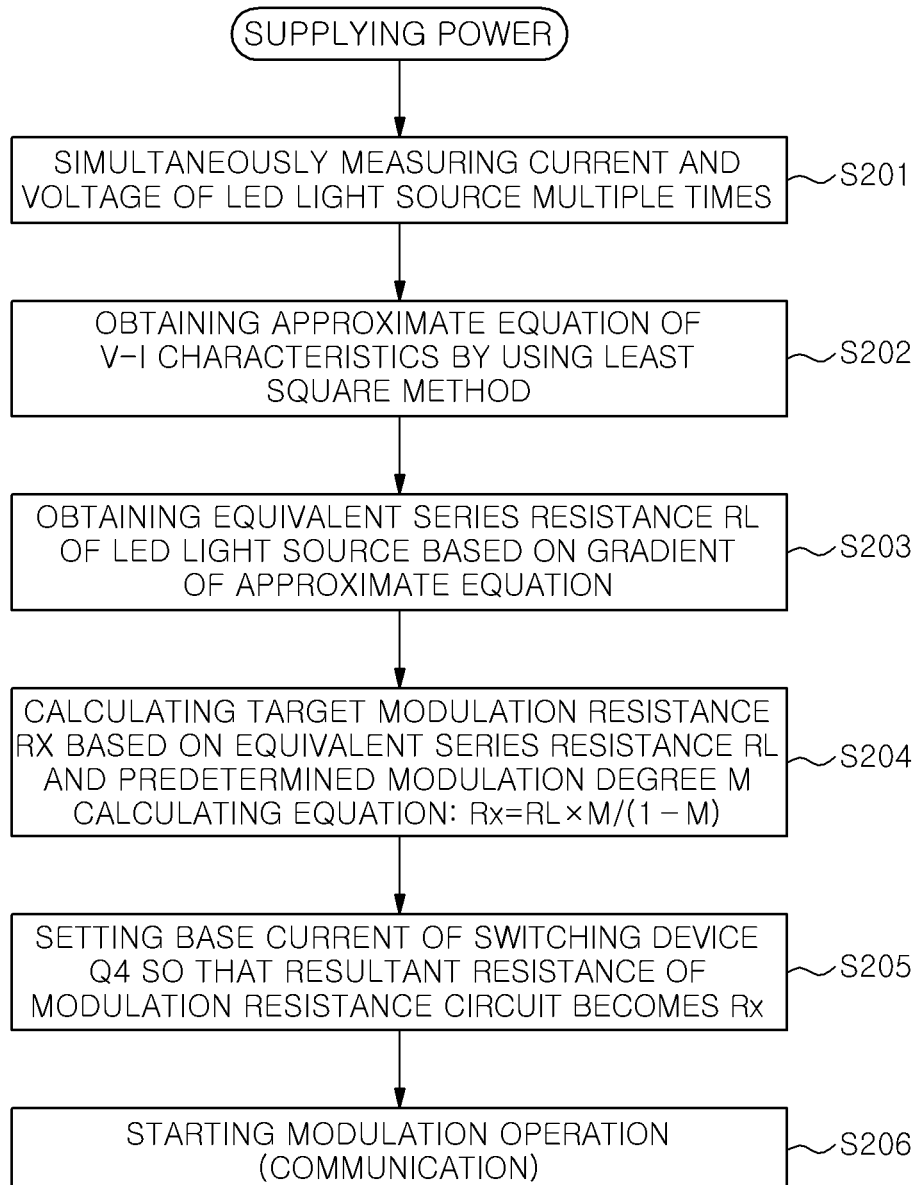 SUPPLYING POWER
SIMULTANEOUSLY MEASURING CURRENT AND
VOLTAGE OF LED LIGHT SOURCE MULTIPLE TIMES
S201
OBTAINING APPROXIMATE EQUATION OF
V-I CHARACTERISTICS BY USING LEAST
SQUARE METHOD
S202
OBTAINING EQUIVALENT SERIES RESISTANCE RL
OF LED LIGHT SOURCE BASED ON GRADIENT
OF APPROXIMATE EQUATION
S203
CALCULATING TARGET MODULATION RESISTANCE
RX BASED ON EQUIVALENT SERIES RESISTANCE RL
AND PREDETERMINED MODULATION DEGREE M
CALCULATING EQUATION: Rx=RL×M/(1-M)
S204
SETTING BASE CURRENT OF SWITCHING DEVICE
Q4 SO THAT RESULTANT RESISTANCE OF
MODULATION RESISTANCE CIRCUIT BECOMES Rx
S205
STARTING MODULATION OPERATION
(COMMUNICATION)
S206